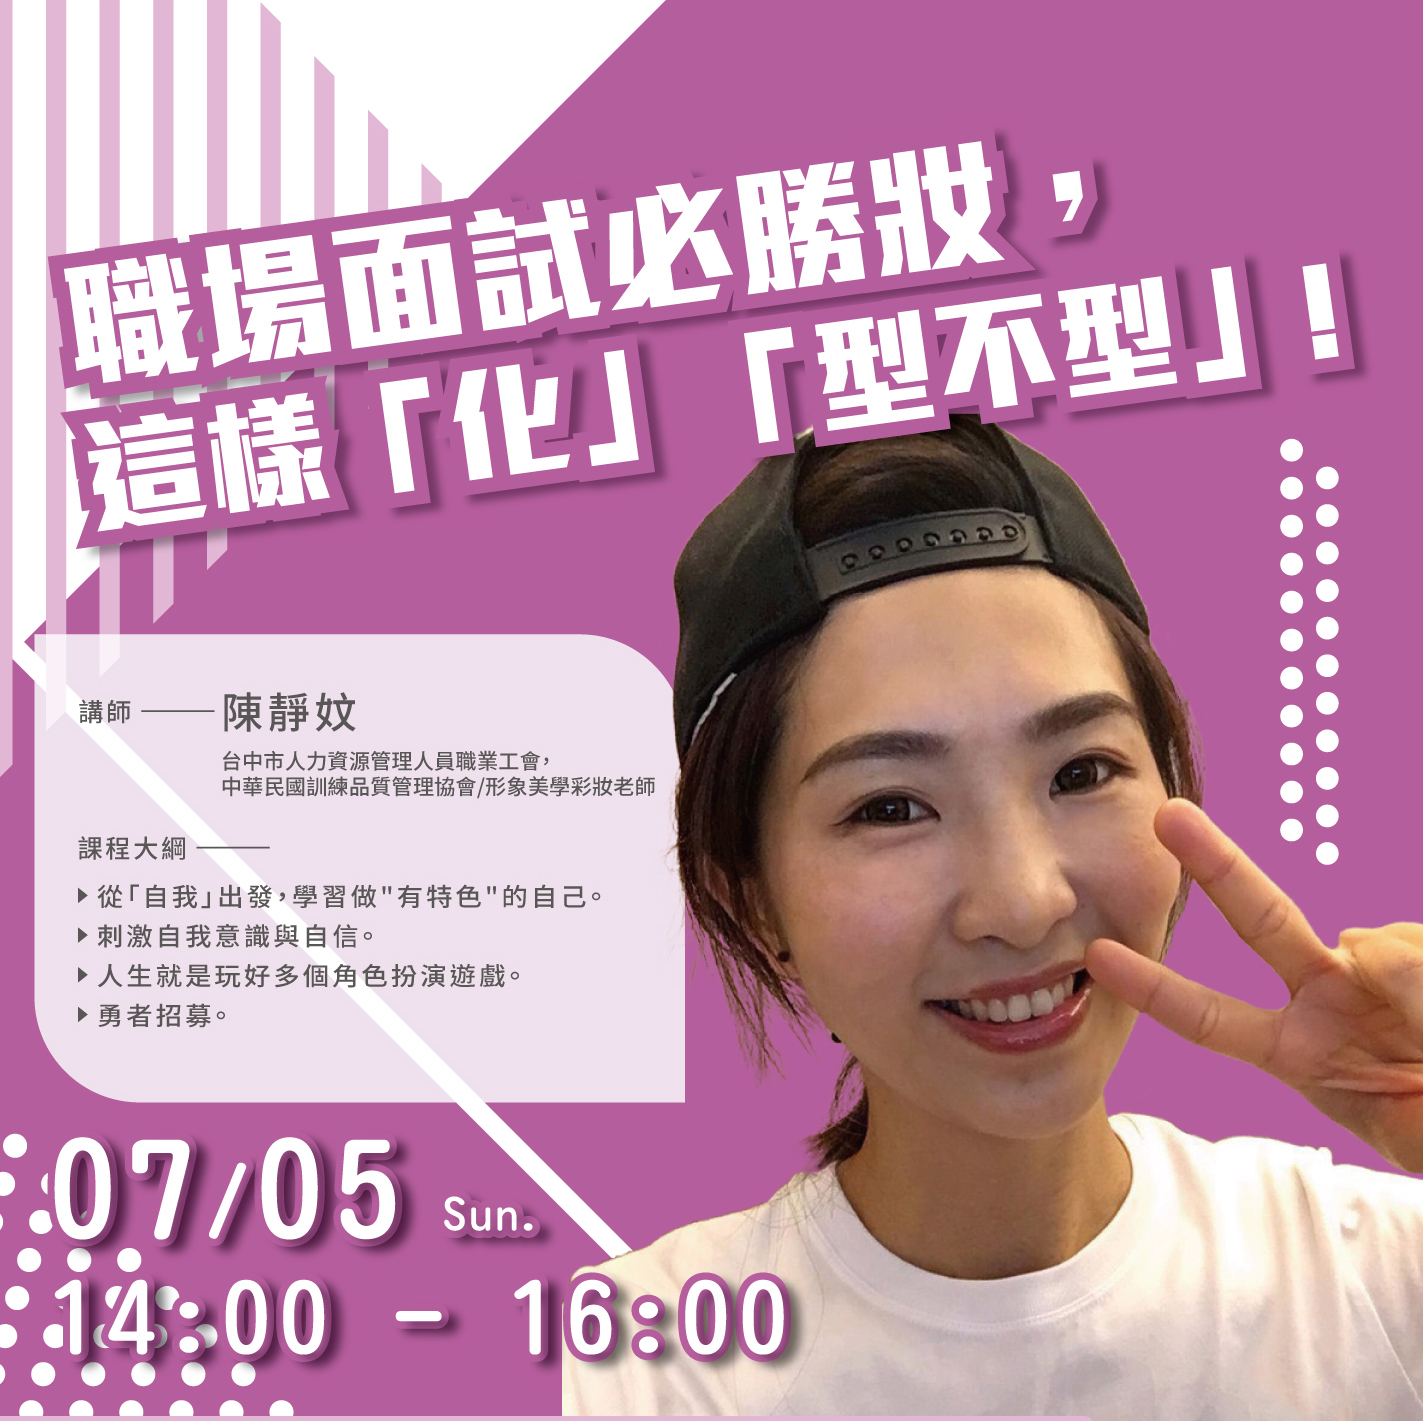 職場面試必勝妝，
這樣「化」「型不型」！
講師 陳靜妏
台中市人力資源管理人員職業工會，
中華民國訓練品質管理協會/形象美學彩妝老師
課程大綱
從「自我」出發，學習做"有特色"的自己。
刺激自我意識與自信。
人生就是玩好多個角色扮演遊戲。
勇者招募。
07/05 Sun.
14:00 - 16:00